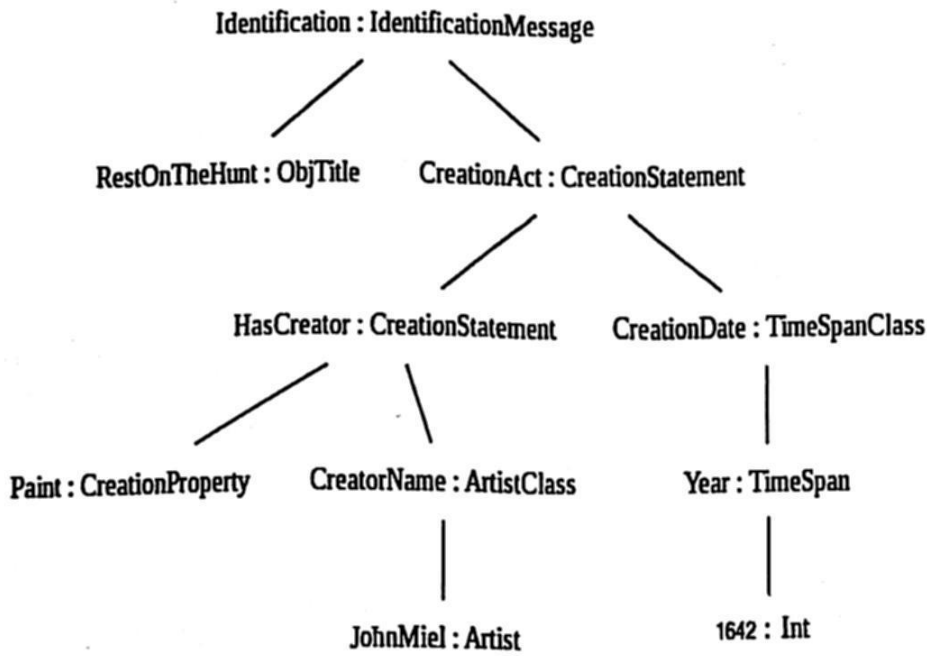 Identification : IdentificationMessage
RestOnTheHunt : ObjTitle CreationAct : CreationStatement
HasCreator : CreationStatement CreationDate : TimeSpanClass
Paint : CreationProperty CreatorName : ArtistClass Year : TimeSpan
JohnMiel : Artist 1642 : Int